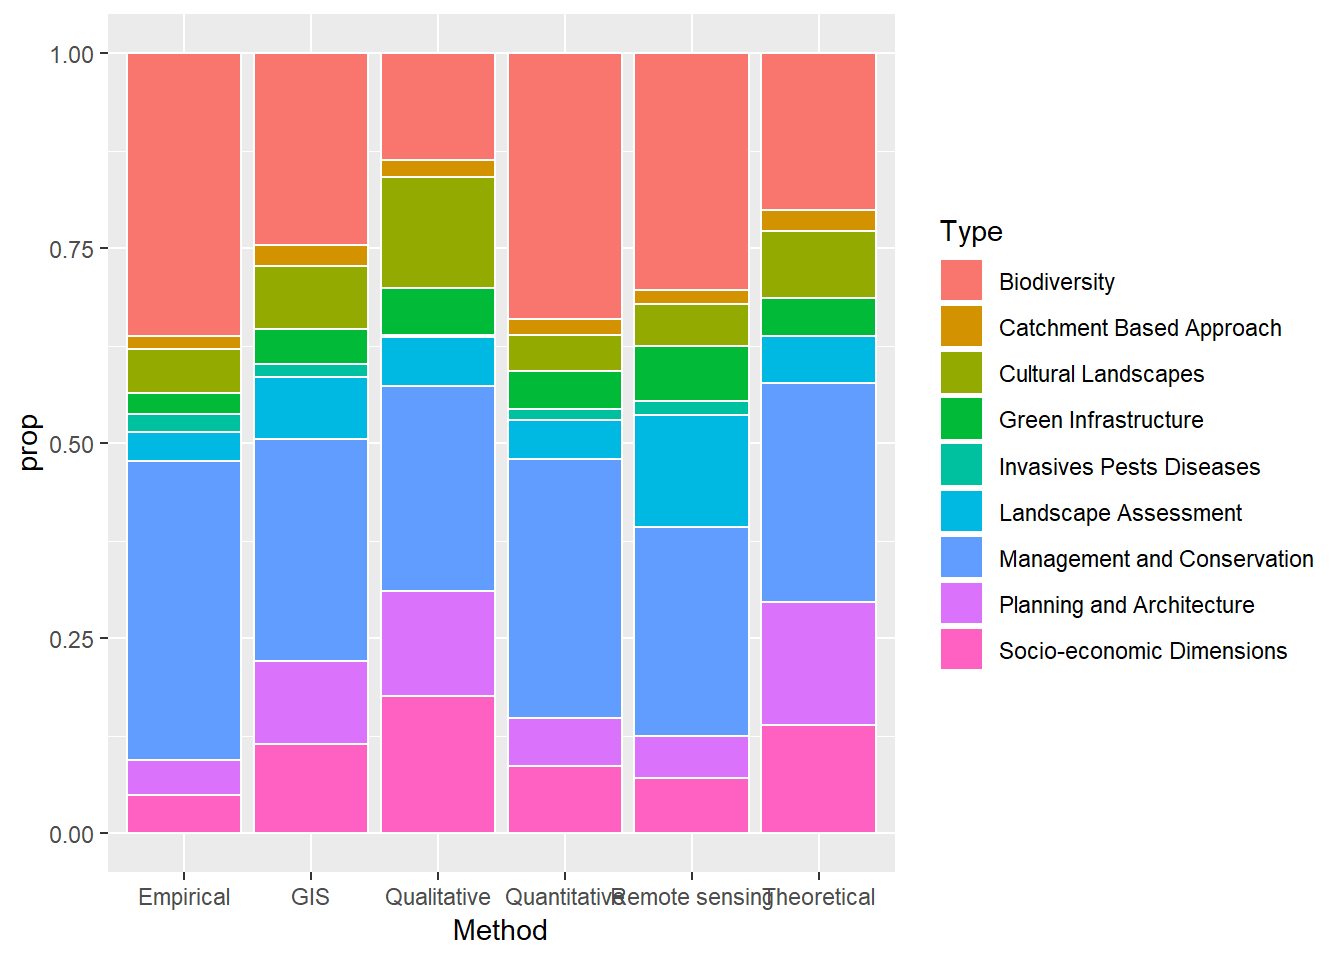 1.00
0.75
0.50
0.25
0.00
prop
Empirical GIS Qualitative Quantitative Remote sensing Theoretical
Method
Type
Biodiversity
Catchment Based Approach
Cultural Landscapes
Green Infrastructure
Invasives Pests Diseases
Landscape Assessment
Management and Conservation
Planning and Architecture
Socio-economic Dimensions